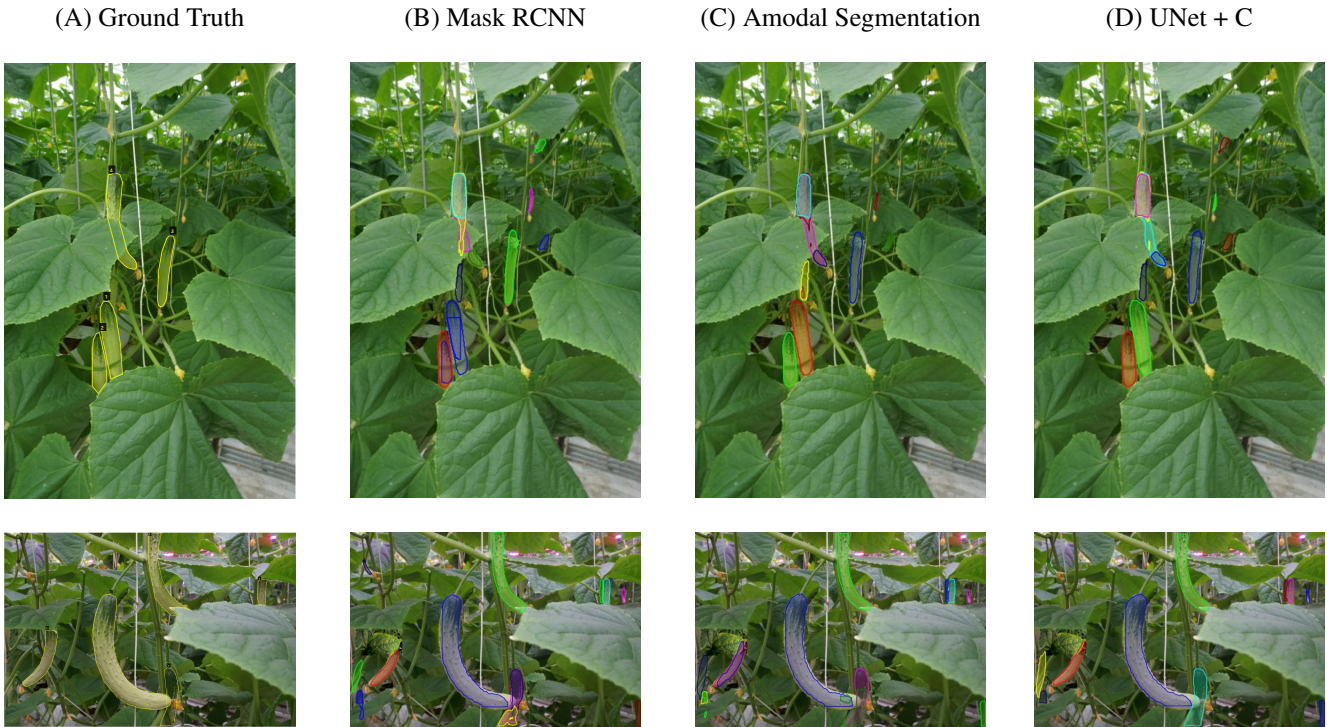 (A) Ground Truth
(B) Mask RCNN
(C) Amodal Segmentation
(D) UNet + C